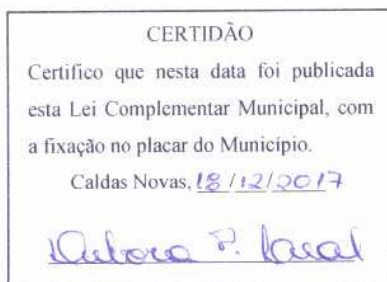 CERTIDÃO
Certifico que nesta data foi publicada
esta Lei Complementar Municipal, com
a fixação no placar do Município.
Caldas Novas, 18/12/2017